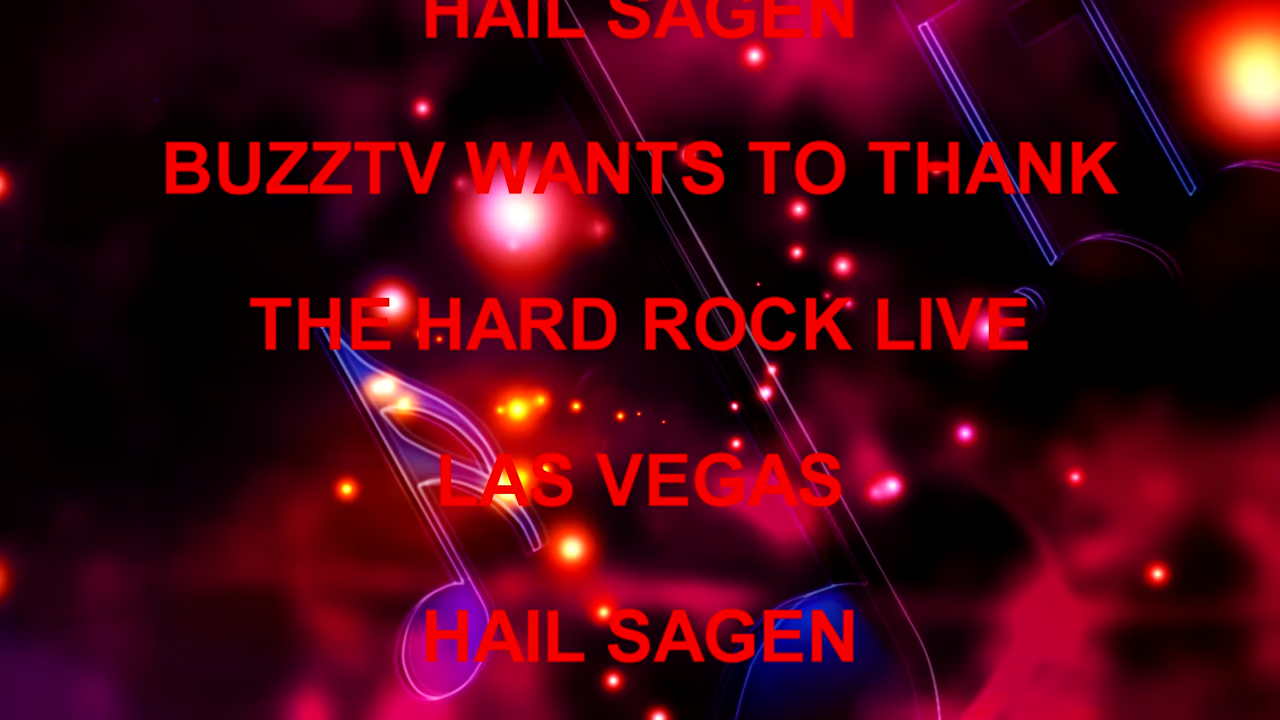 HAIL SAGEN
BUZZTV WANTS TO THANK
THE HARD ROCK LIVE
LAS VEGAS
HAIL SAGEN